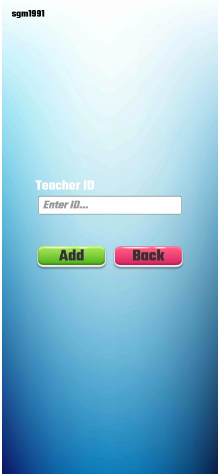 sgm1991
Teacher ID
Enter ID...
Add
Back